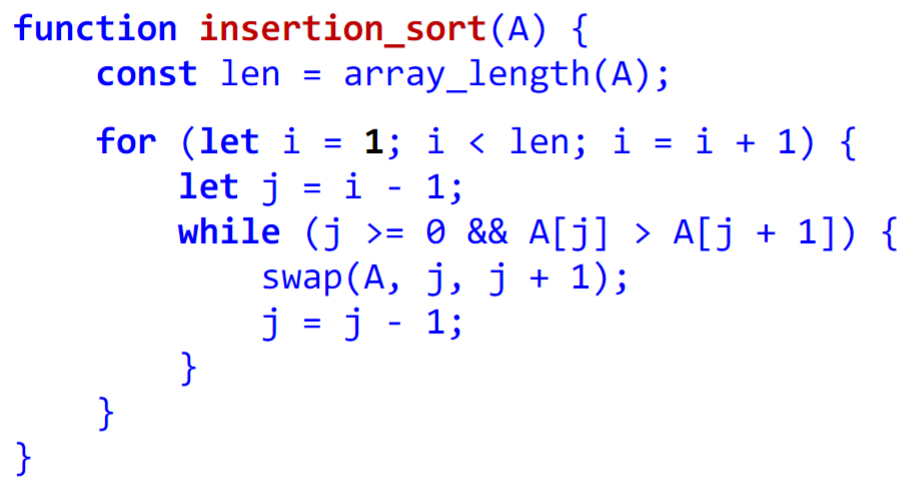 function insertion_sort(A) {
    const len = array_length(A);
    for (let i = 1; i < len; i = i + 1) {
        let j = i - 1;
        while (j >= 0 && A[j] > A[j + 1]) {
            swap(A, j, j + 1);
            j = j - 1;
        }
    }
}